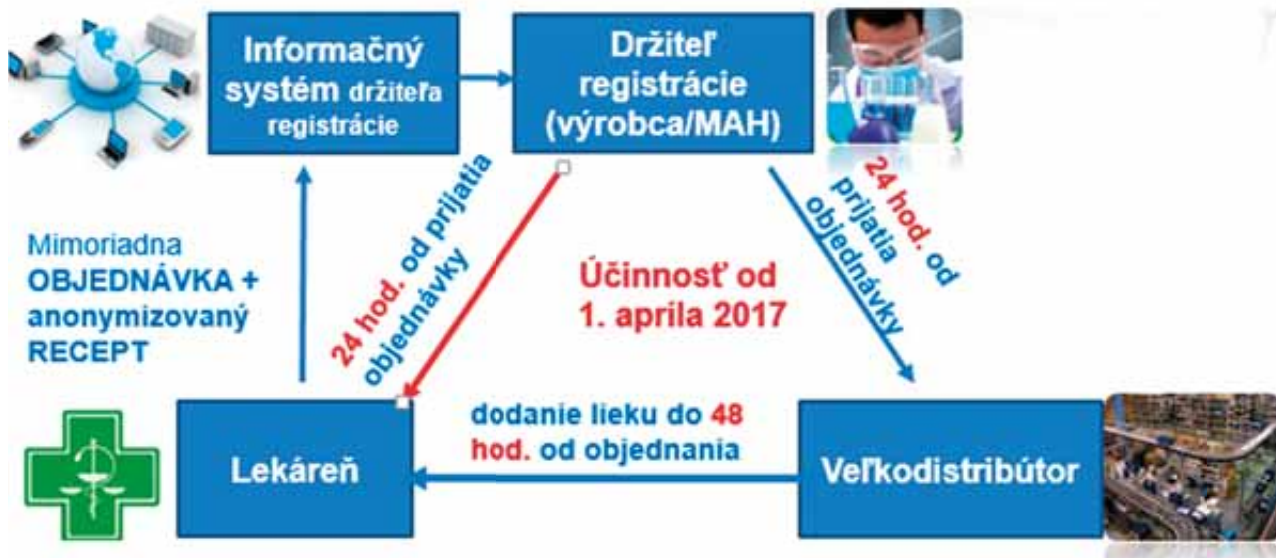 Informačný
systém držiteľa
registrácie
Držiteľ
registrácie
(výrobca/MAH)
Mimoriadna
OBJEDNÁVKA +
anonymizovaný
RECEPT
24 hod. od prijatia
objednávky
Účinnosť od
1. apríla 2017
24 hod. od
prijatia
objednávky
Lekáreň
dodanie lieku do 48
hod. od objednania
Veľkodistribútor